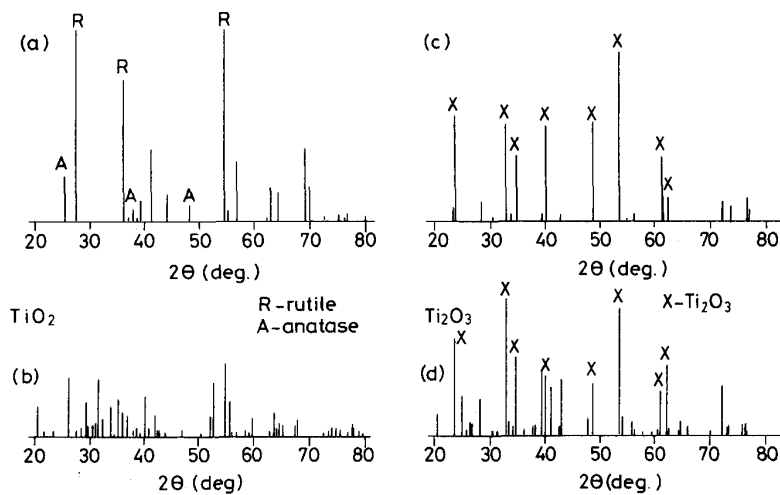 (a)
R
R
R
A
A
A
20 30 40 50 60 70 80
2Θ (deg.)
TiO₂
R-rutile
A-anatase
(b)
20 30 40 50 60 70 80
2Θ (deg)
(c)
X
X
X
X
X
X
X
X
20 30 40 50 60 70 80
2Θ (deg.)
Ti₂O₃
X-Ti₂O₃
(d)
X
X
X
X
X
X
X
X
20 30 40 50 60 70 80
2Θ(deg.)